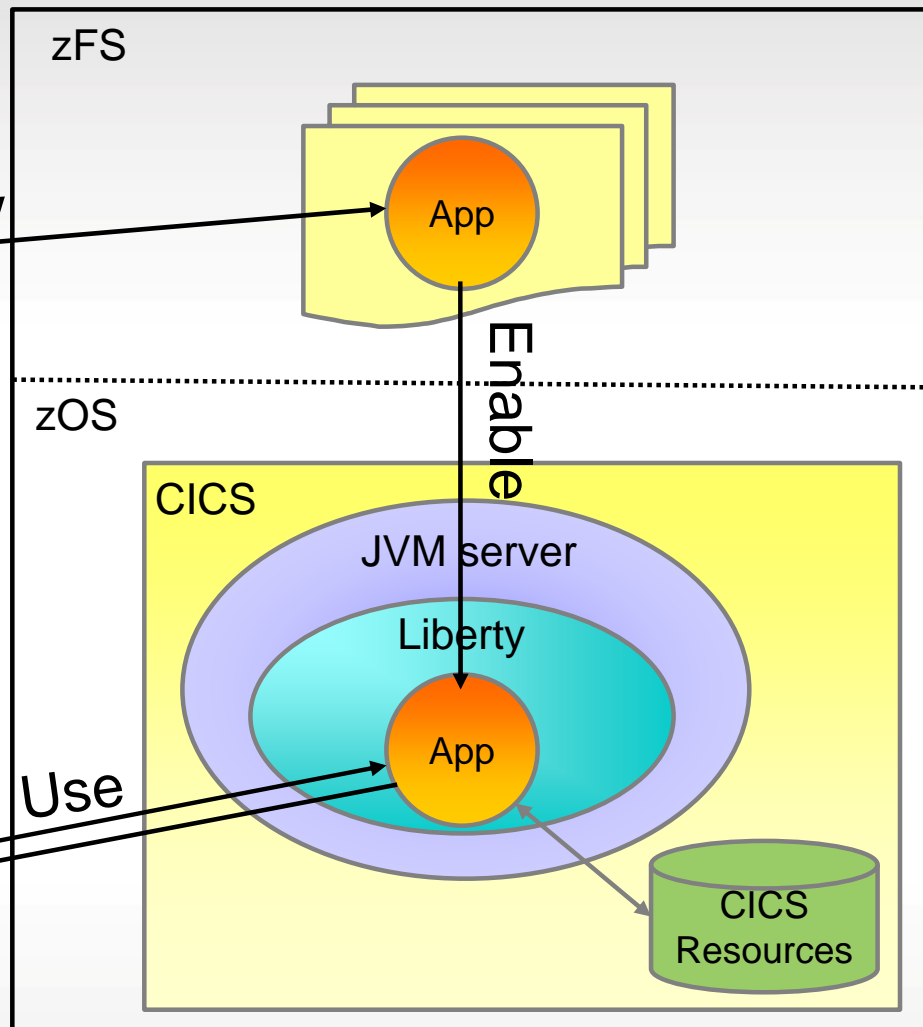 zFS
App
Enable
zOS
CICS
JVM server
Liberty
App
Use
CICS
Resources